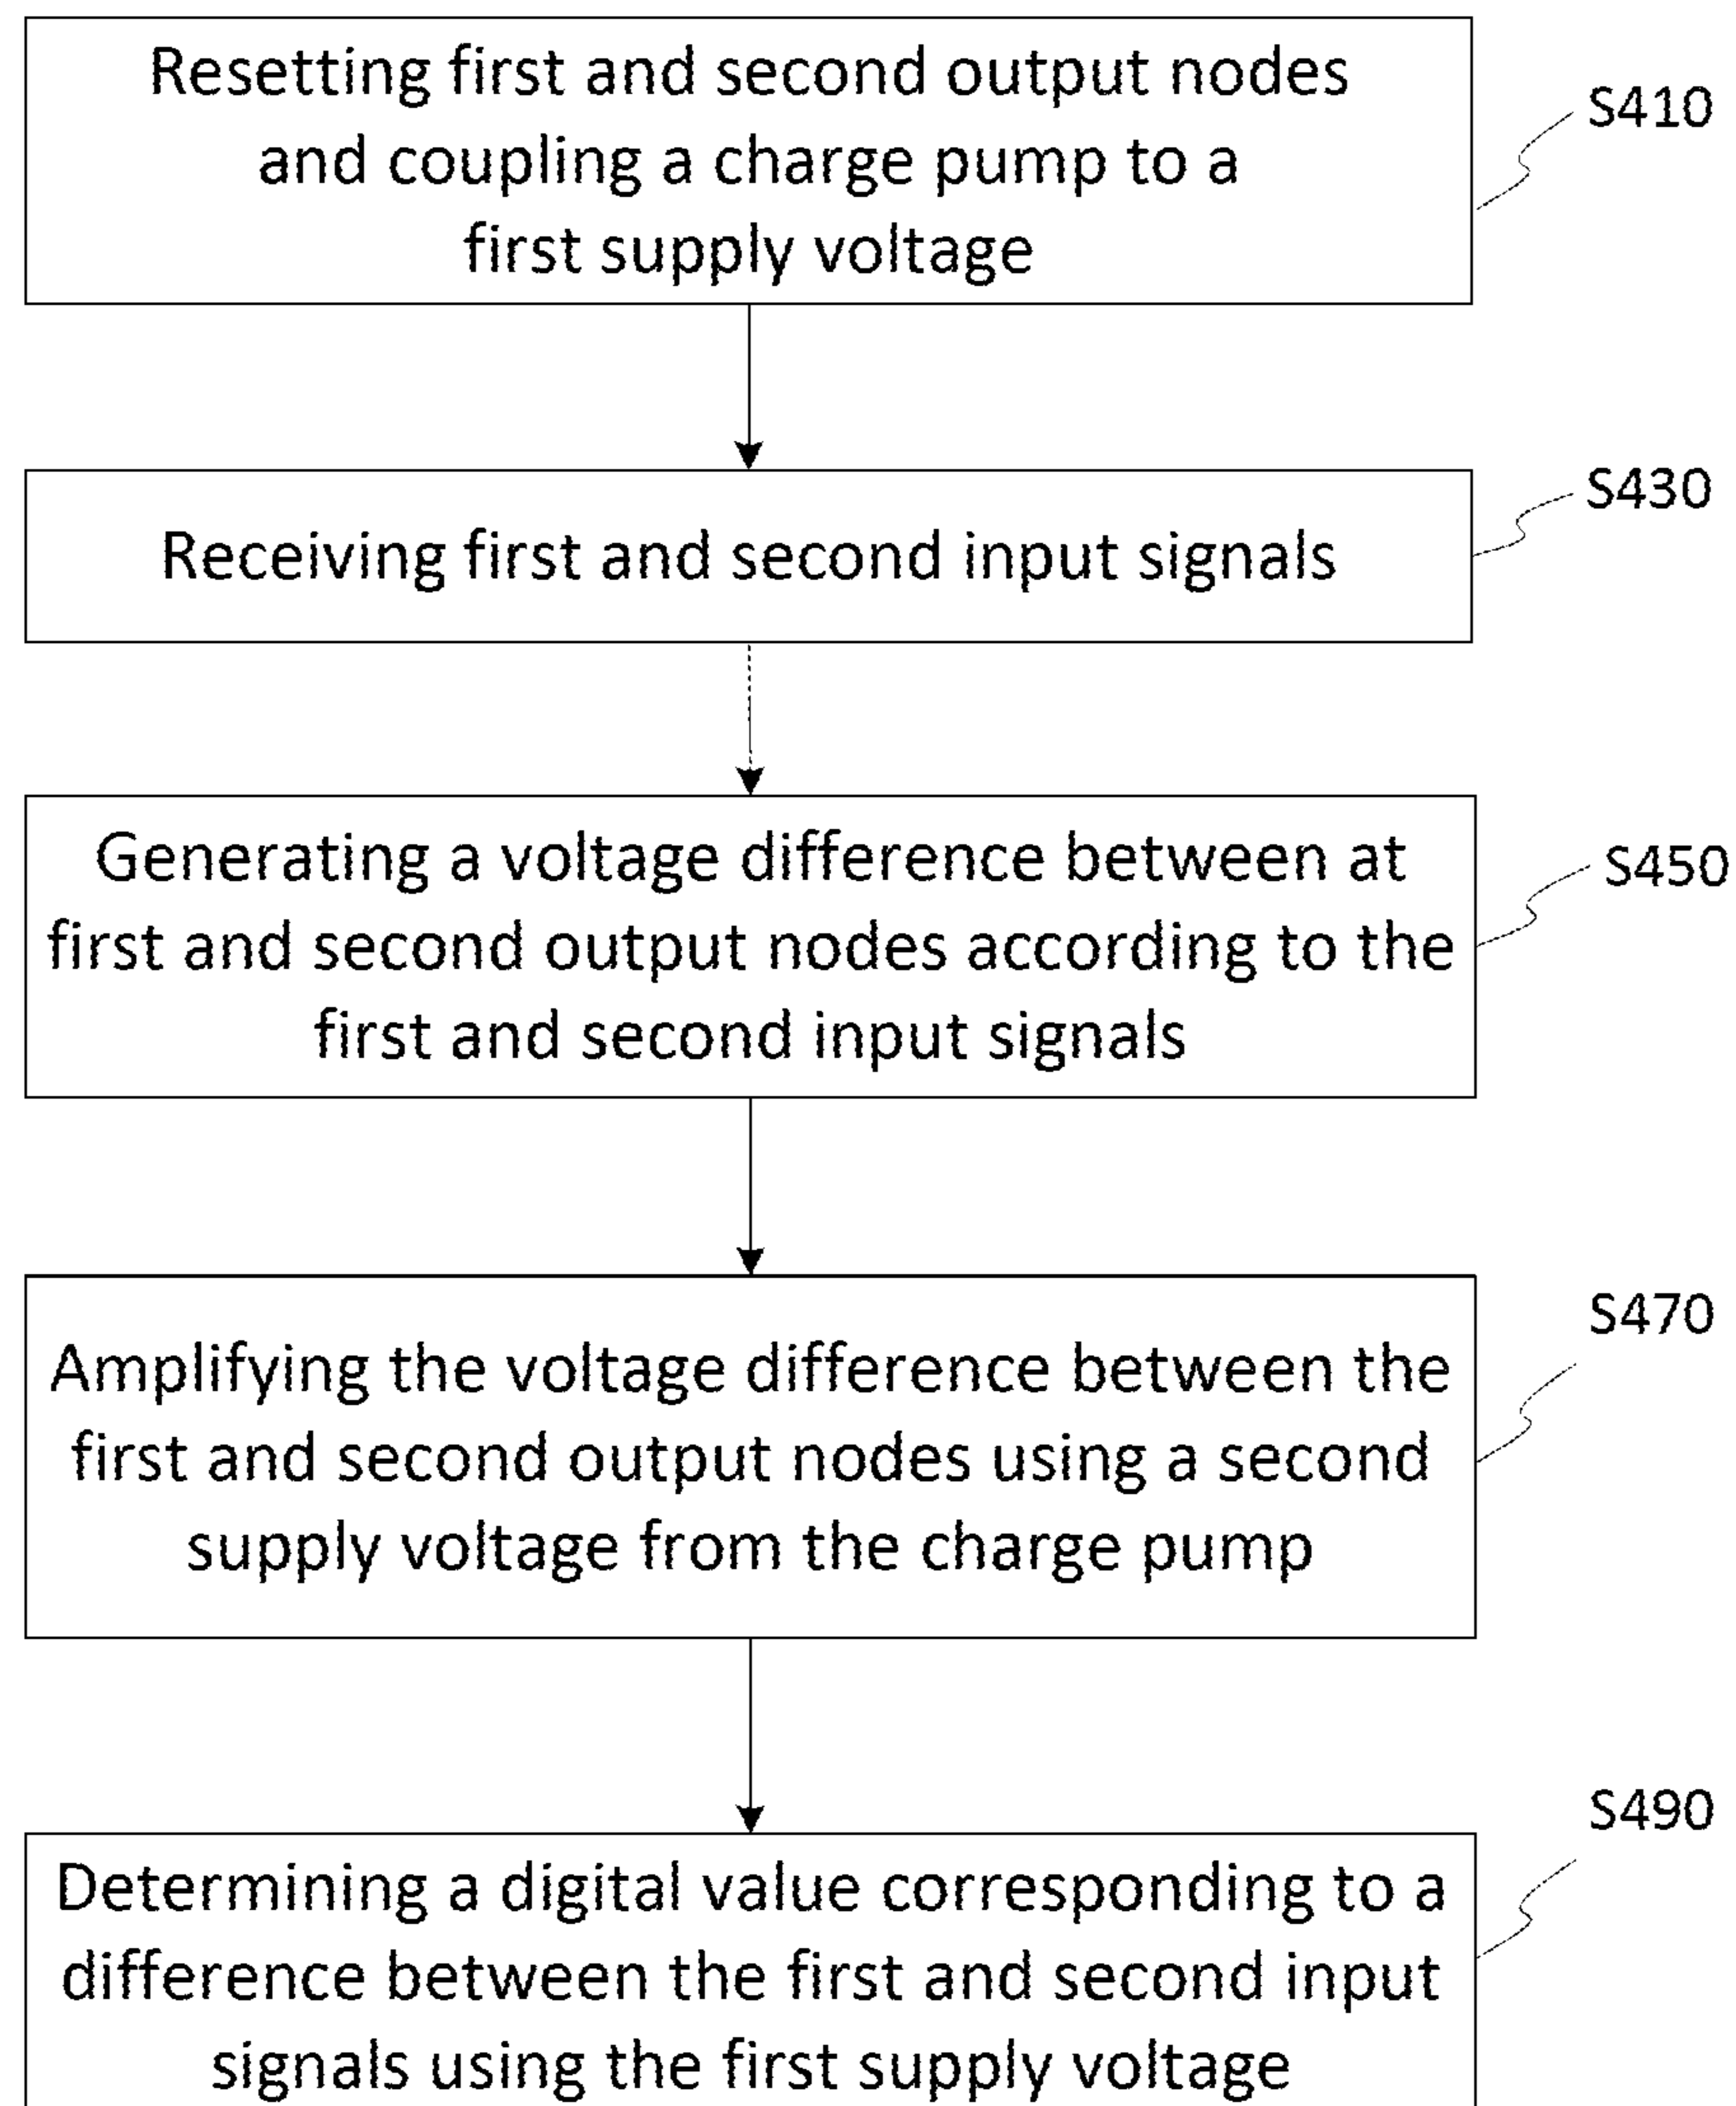 Resetting first and second output nodes
and coupling a charge pump to a
first supply voltage
S410
Receiving first and second input signals
S430
Generating a voltage difference between at
first and second output nodes according to the
first and second input signals
S450
Amplifying the voltage difference between the
first and second output nodes using a second
supply voltage from the charge pump
S470
Determining a digital value corresponding to a
difference between the first and second input
signals using the first supply voltage
S490